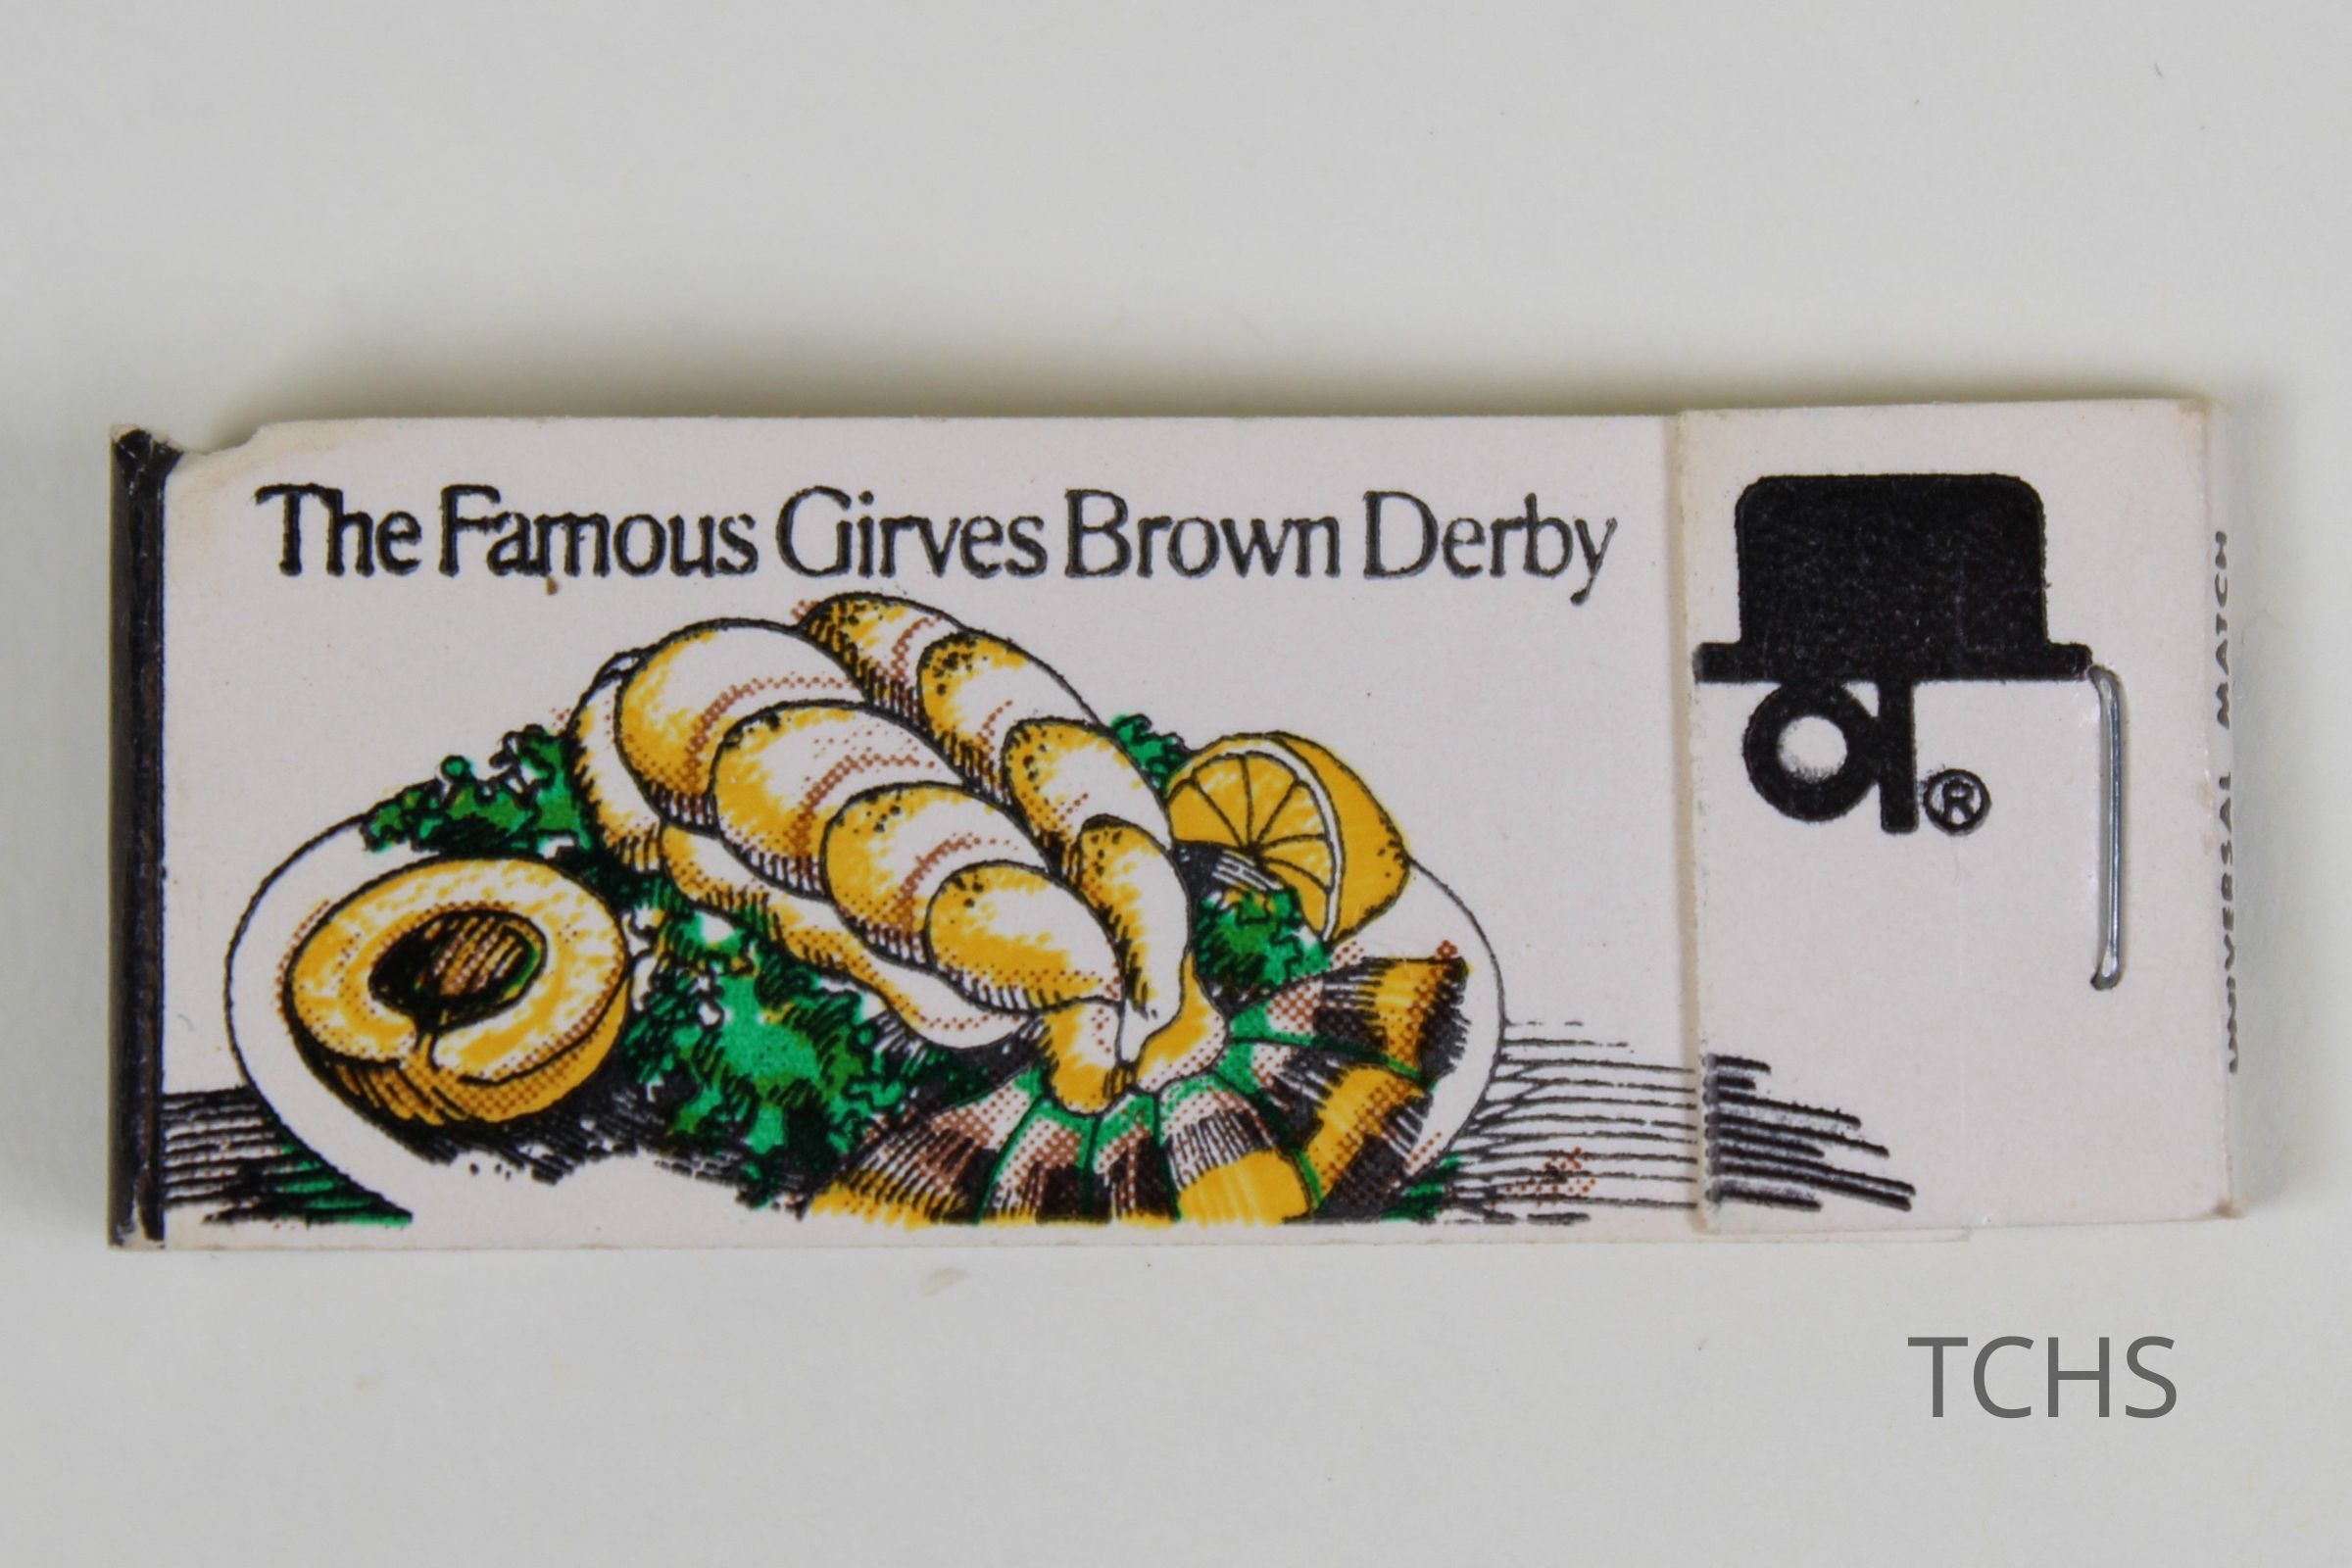 The Famous Girves Brown Derby
®
UNIVERSAL MATCH
TCHS